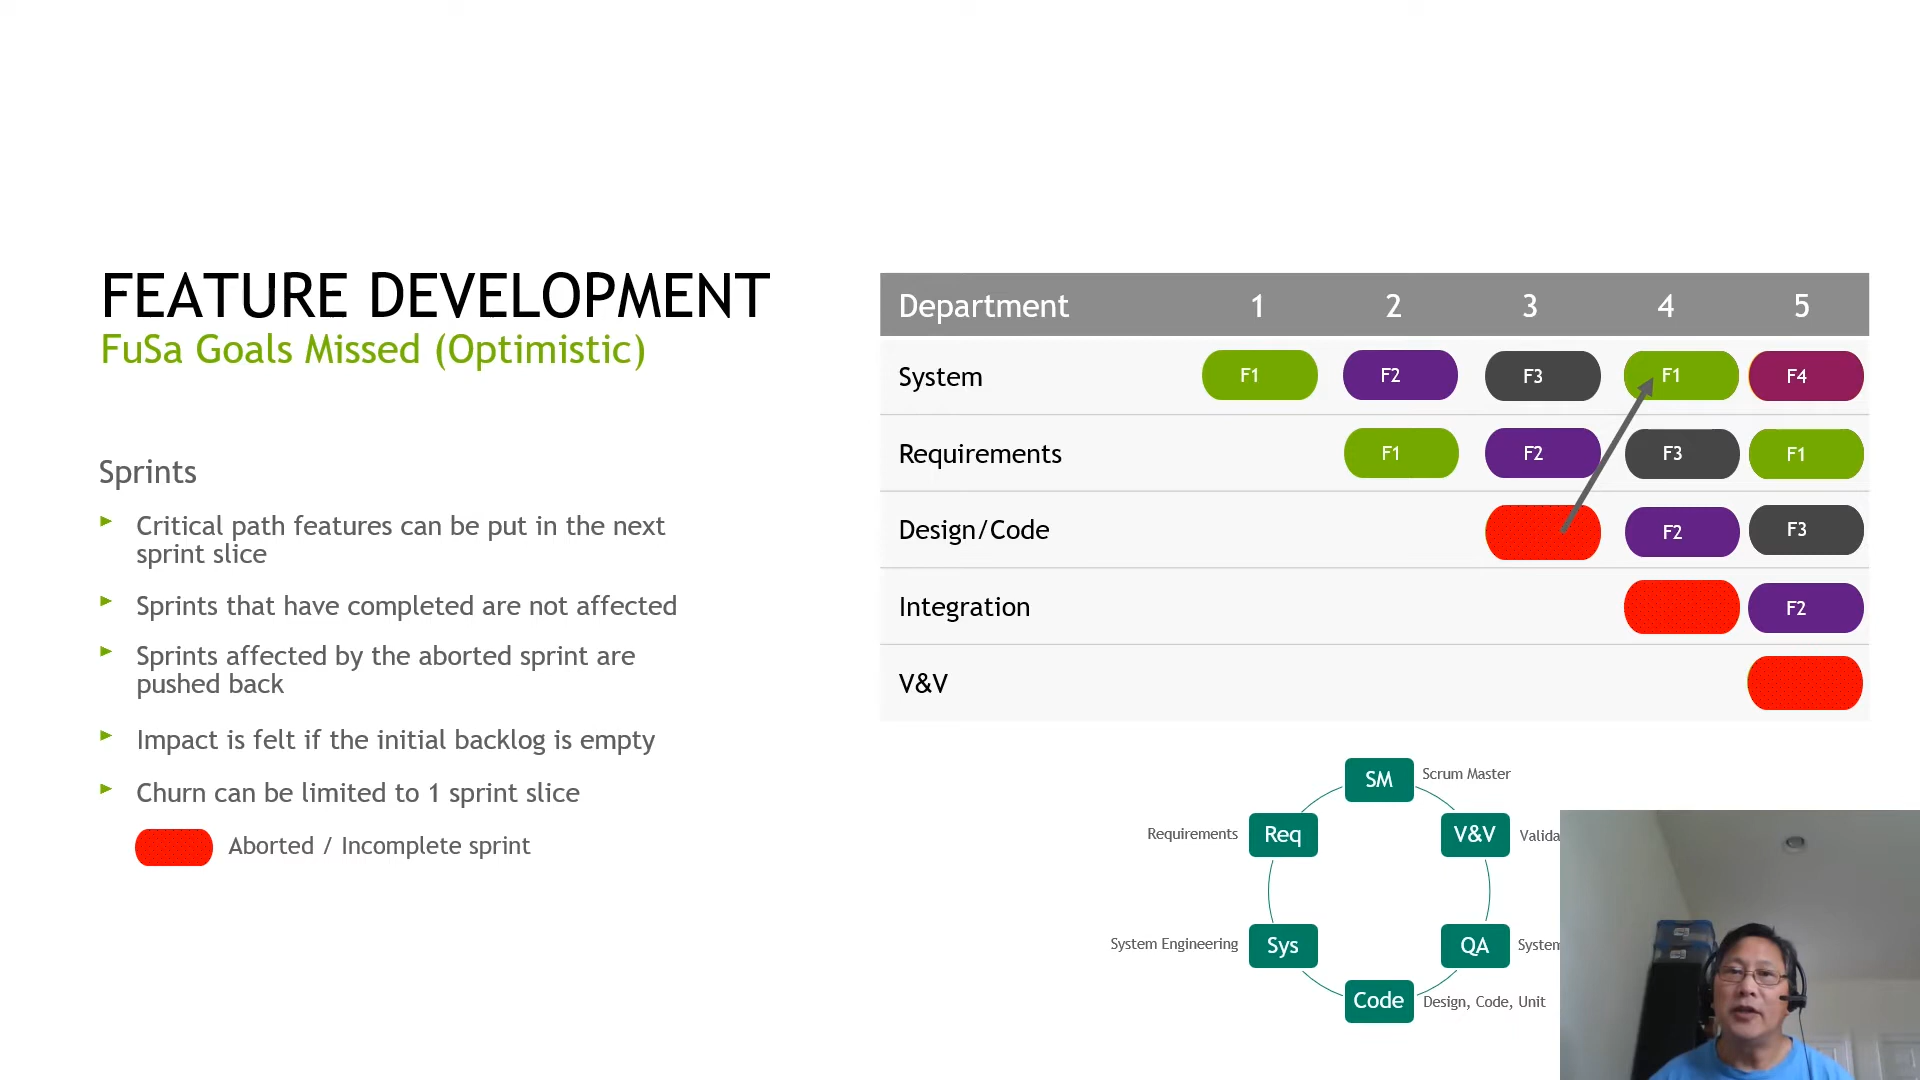 FEATURE DEVELOPMENT
FuSa Goals Missed (Optimistic)
Sprints
Critical path features can be put in the next
sprint slice
Sprints that have completed are not affected
Sprints affected by the aborted sprint are
pushed back
Impact is felt if the initial backlog is empty
Churn can be limited to 1 sprint slice
Aborted / Incomplete sprint
Department 1 2 3 4 5
System F1 F2 F3 F1 F4
Requirements F1 F2 F3 F1
Design/Code F2 F3
Integration F2
V&V
SM Scrum Master
Requirements Req V&V
System Engineering Sys QA System
Code Design, Code, Unit